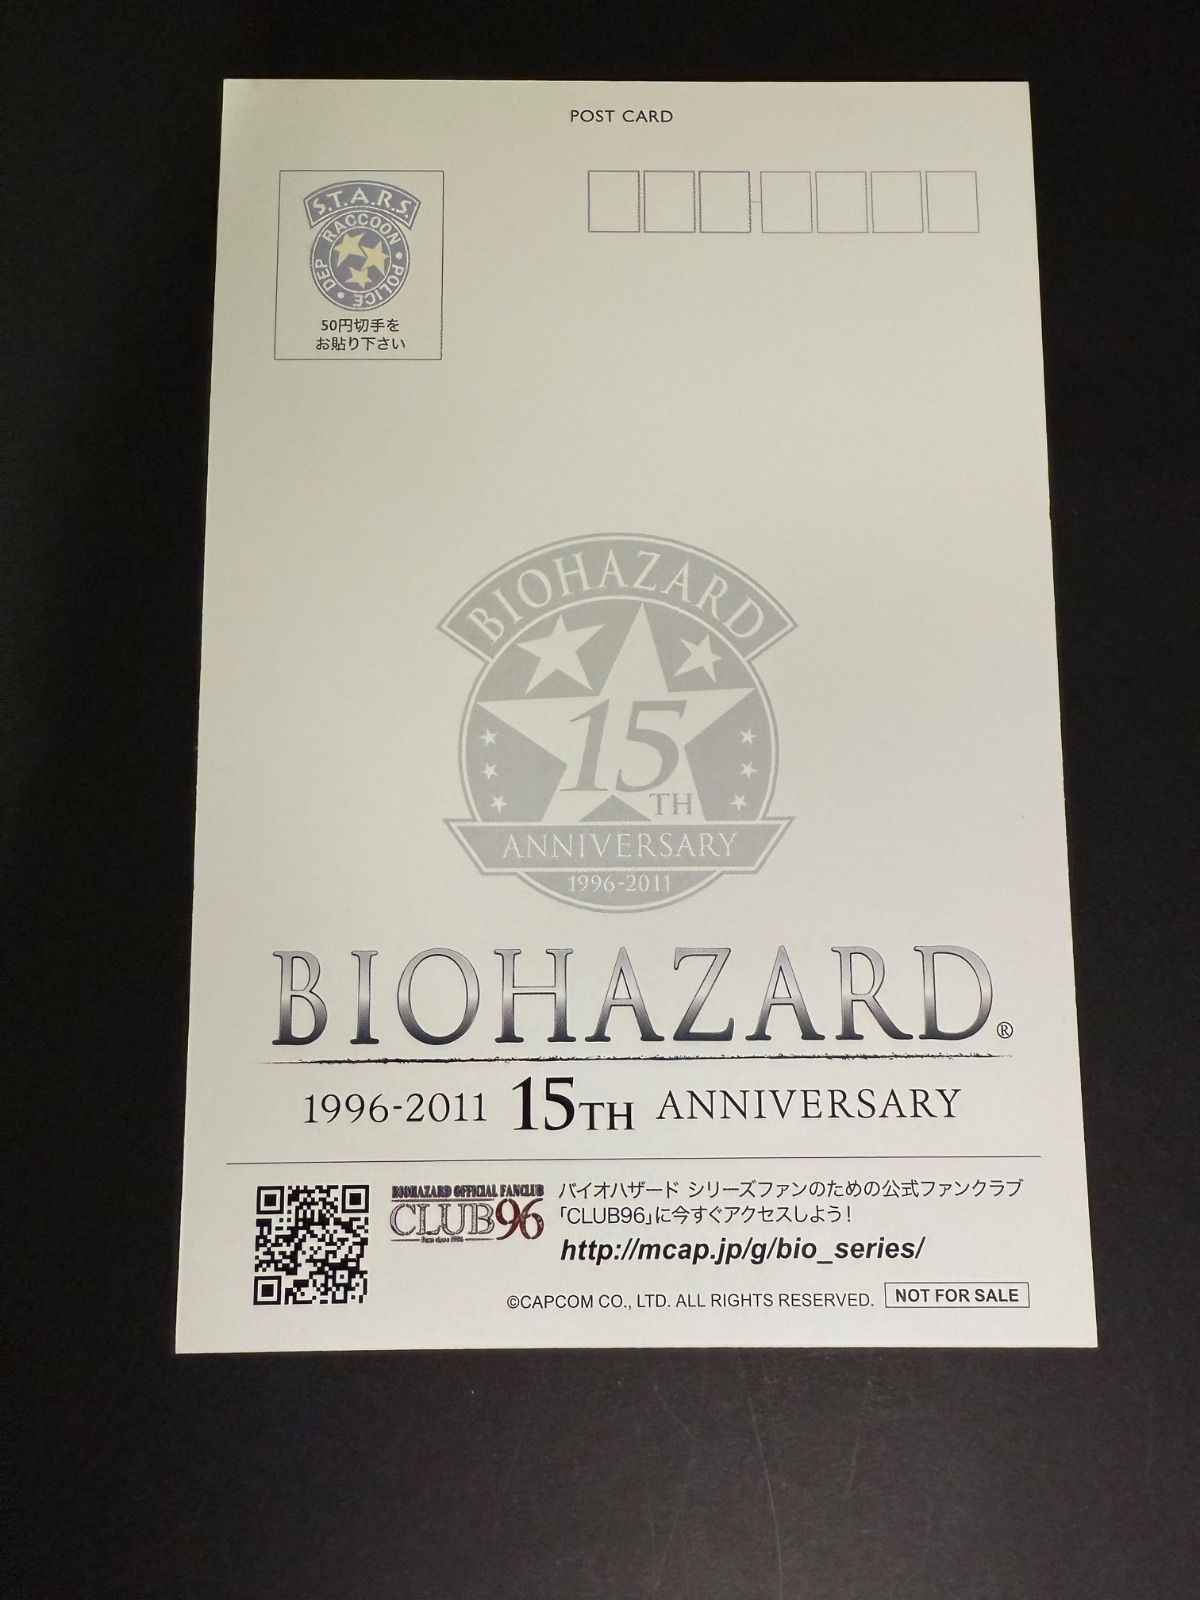 POST CARD
S.T.A.R.S.
RACCOON • POLICE • DEP
50円切手を
お貼り下さい
BIOHAZARD
15TH
ANNIVERSARY
1996-2011
BIOHAZARD®
1996-2011 15TH ANNIVERSARY
BIOHAZARD OFFICIAL FANCLUB
CLUB96
バイオハザード シリーズファンのための公式ファンクラブ
「CLUB96」に今すぐアクセスしよう!
http://mcap.jp/g/bio_series/
©CAPCOM CO., LTD. ALL RIGHTS RESERVED. NOT FOR SALE